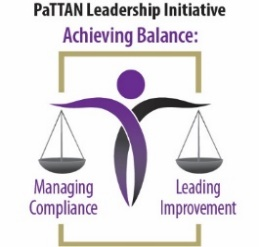 PaTTAN Leadership Initiative
Achieving Balance:
Managing
Compliance
Leading
Improvement